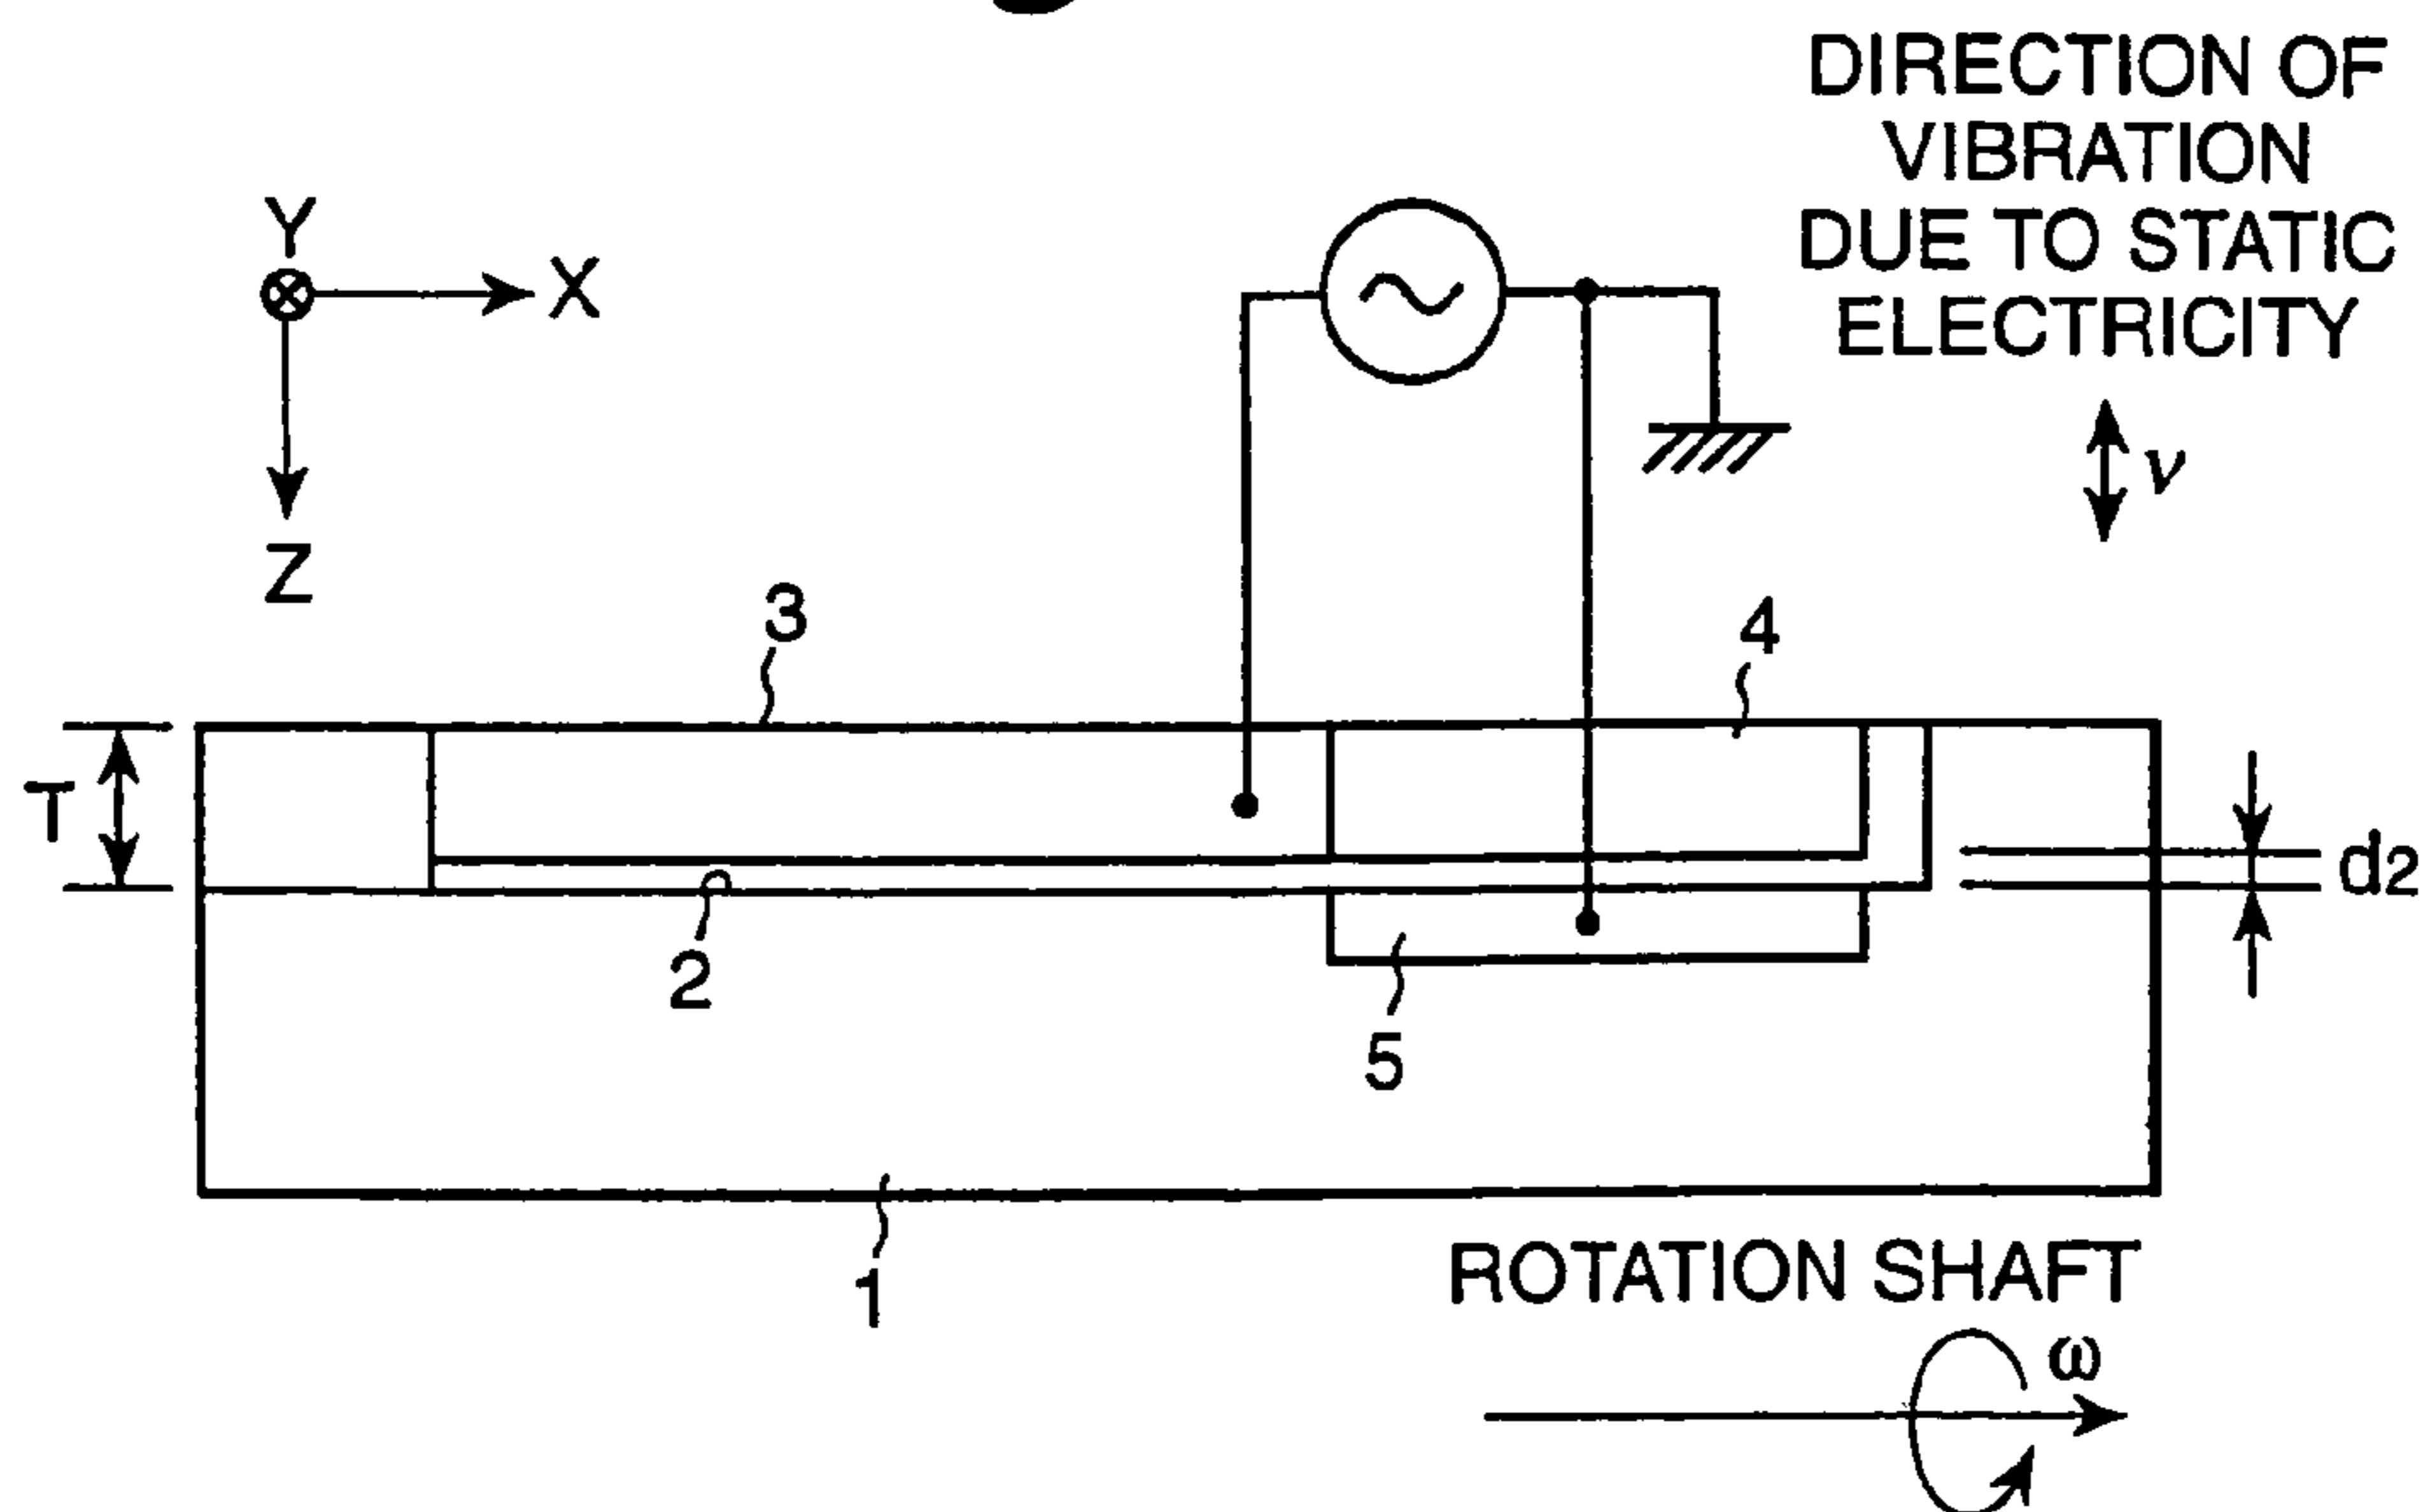 DIRECTION OF
VIBRATION
DUE TO STATIC
ELECTRICITY
Y
X
Z
ν
3
4
T
d2
2
5
1
ROTATION SHAFT
ω